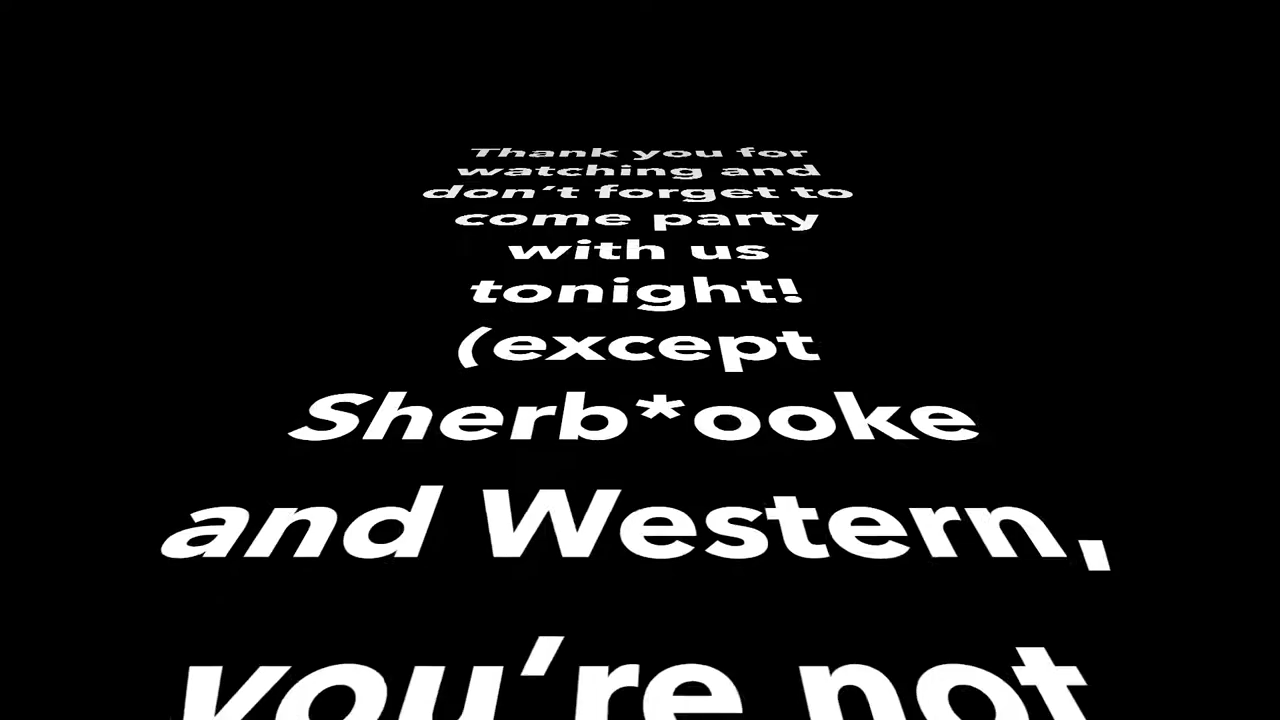 Thank you for
watching and
don’t forget to
come party
with us
tonight!
(except
Sherb*ooke
and Western,
you’re not